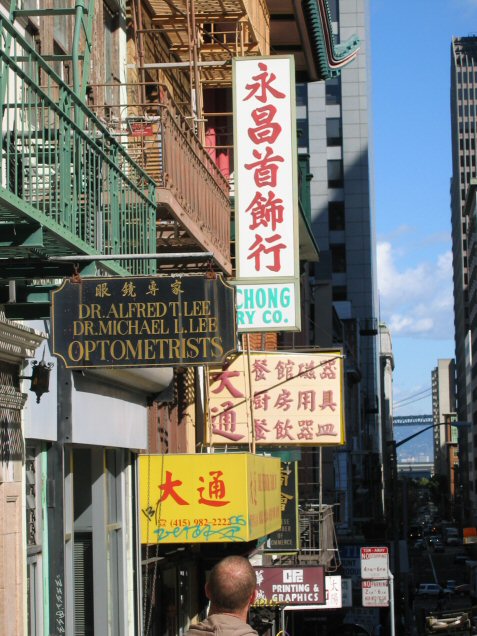 永昌首飾行
CHONG
RY CO.
眼鏡專家
DR. ALFRED T. LEE
DR. MICHAEL L. LEE
OPTOMETRISTS
大通
餐館磁器
厨房用具
餐飲器皿
大通
(415) 982-2222
PRINTING &
GRAPHICS
TOW-AWAY